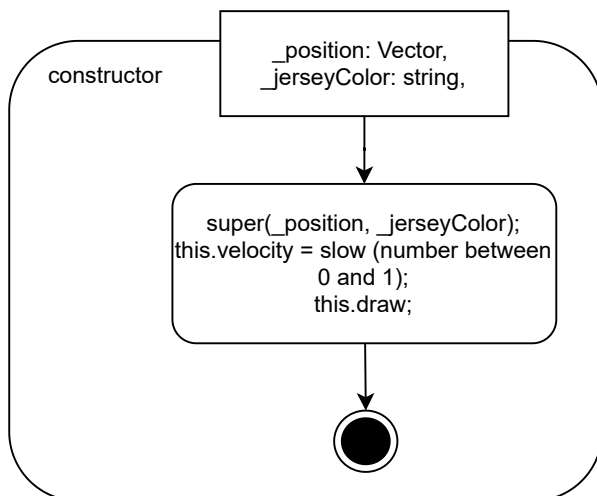 constructor
_position: Vector,
_jerseyColor: string,
super(_position, _jerseyColor);
this.velocity = slow (number between
0 and 1);
this.draw;